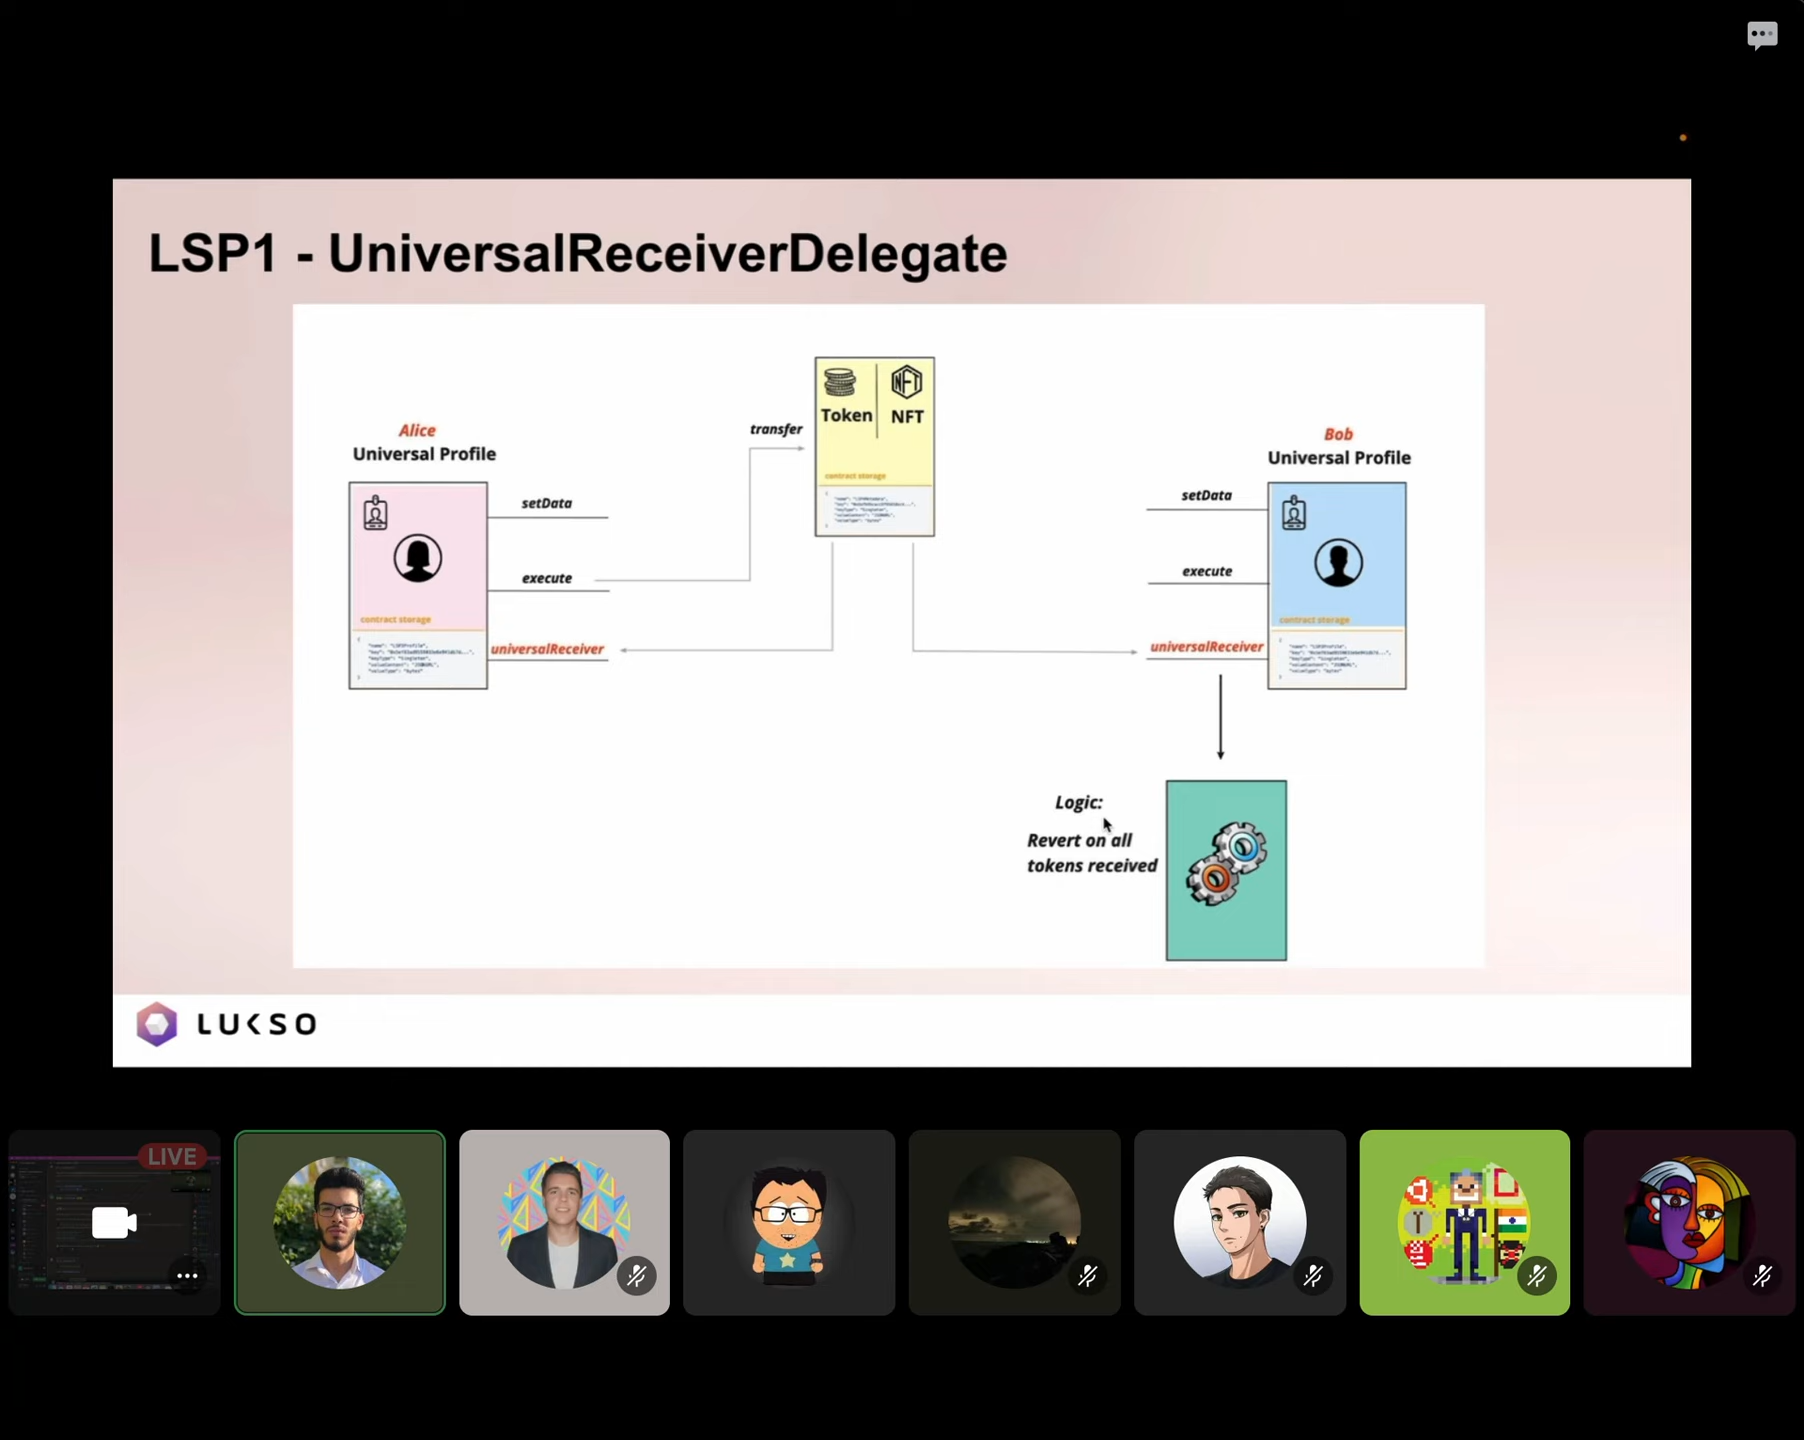 LSP1 - UniversalReceiverDelegate
Token
NFT
NFT
transfer
contract storage
Alice
Universal Profile
setData
execute
universalReceiver
contract storage
Bob
Universal Profile
setData
execute
universalReceiver
contract storage
Logic:
Revert on all
tokens received
LUKSO
LIVE